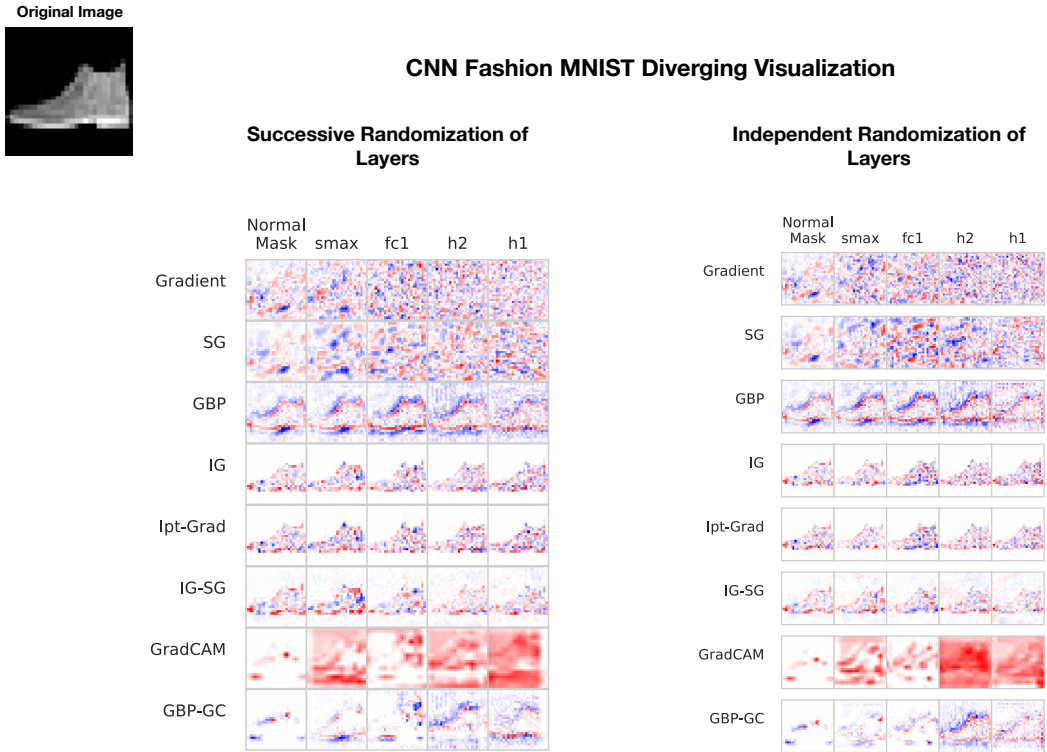 Original Image
CNN Fashion MNIST Diverging Visualization
Successive Randomization of
Layers
Normal
Mask smax fc1 h2 h1
Gradient
SG
GBP
IG
Ipt-Grad
IG-SG
GradCAM
GBP-GC
Independent Randomization of
Layers
Normal
Mask smax fc1 h2 h1
Gradient
SG
GBP
IG
Ipt-Grad
IG-SG
GradCAM
GBP-GC